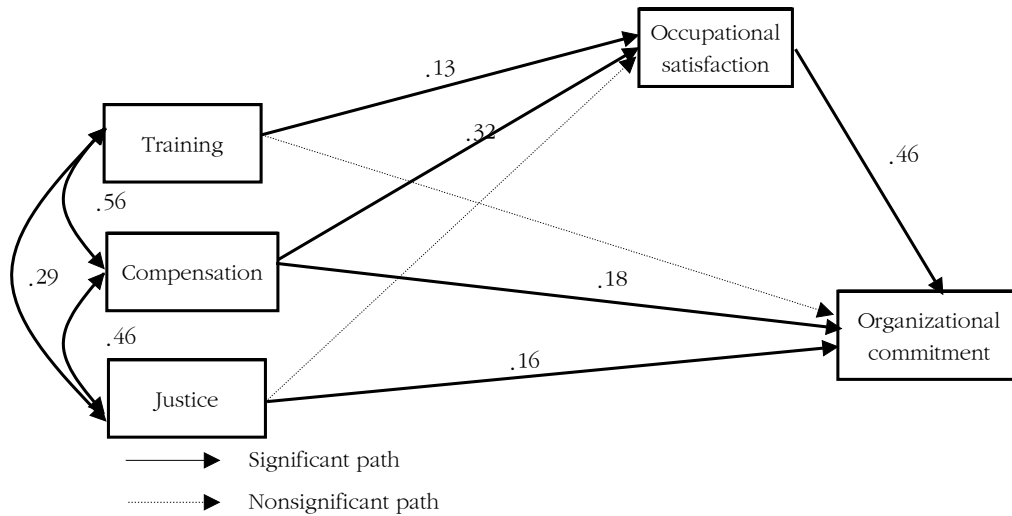 Occupational
satisfaction
.13
Training
.32
.46
.56
Compensation
.29
.18
Organizational
commitment
.46
.16
Justice
Significant path
Nonsignificant path